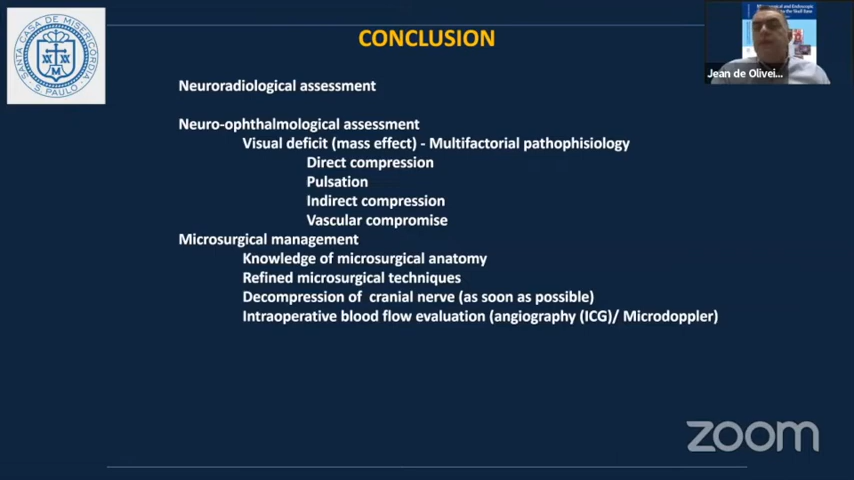 CONCLUSION
SANTA CASA DE MISERICORDIA
S. PAULO
M
Jean de Olivei...
Neuroradiological assessment
Neuro-ophthalmological assessment
Visual deficit (mass effect) - Multifactorial pathophisiology
Direct compression
Pulsation
Indirect compression
Vascular compromise
Microsurgical management
Knowledge of microsurgical anatomy
Refined microsurgical techniques
Decompression of cranial nerve (as soon as possible)
Intraoperative blood flow evaluation (angiography (ICG)/ Microdoppler)
zoom